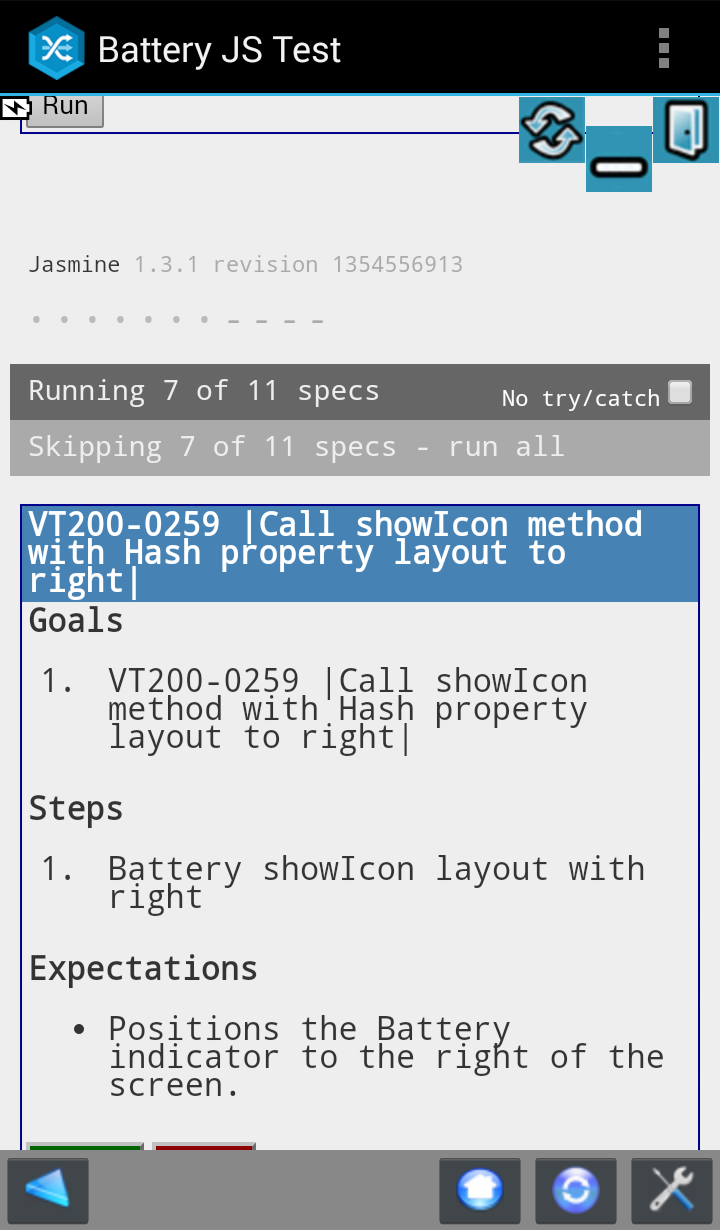 Battery JS Test
Run
Jasmine 1.3.1 revision 1354556913
• • • • • • • - - - -
Running 7 of 11 specs
No try/catch
Skipping 7 of 11 specs - run all
VT200-0259 |Call showIcon method
with Hash property layout to
right|
Goals
1. VT200-0259 |Call showIcon
method with Hash property
layout to right|
Steps
1. Battery showIcon layout with
right
Expectations
• Positions the Battery
indicator to the right of the
screen.